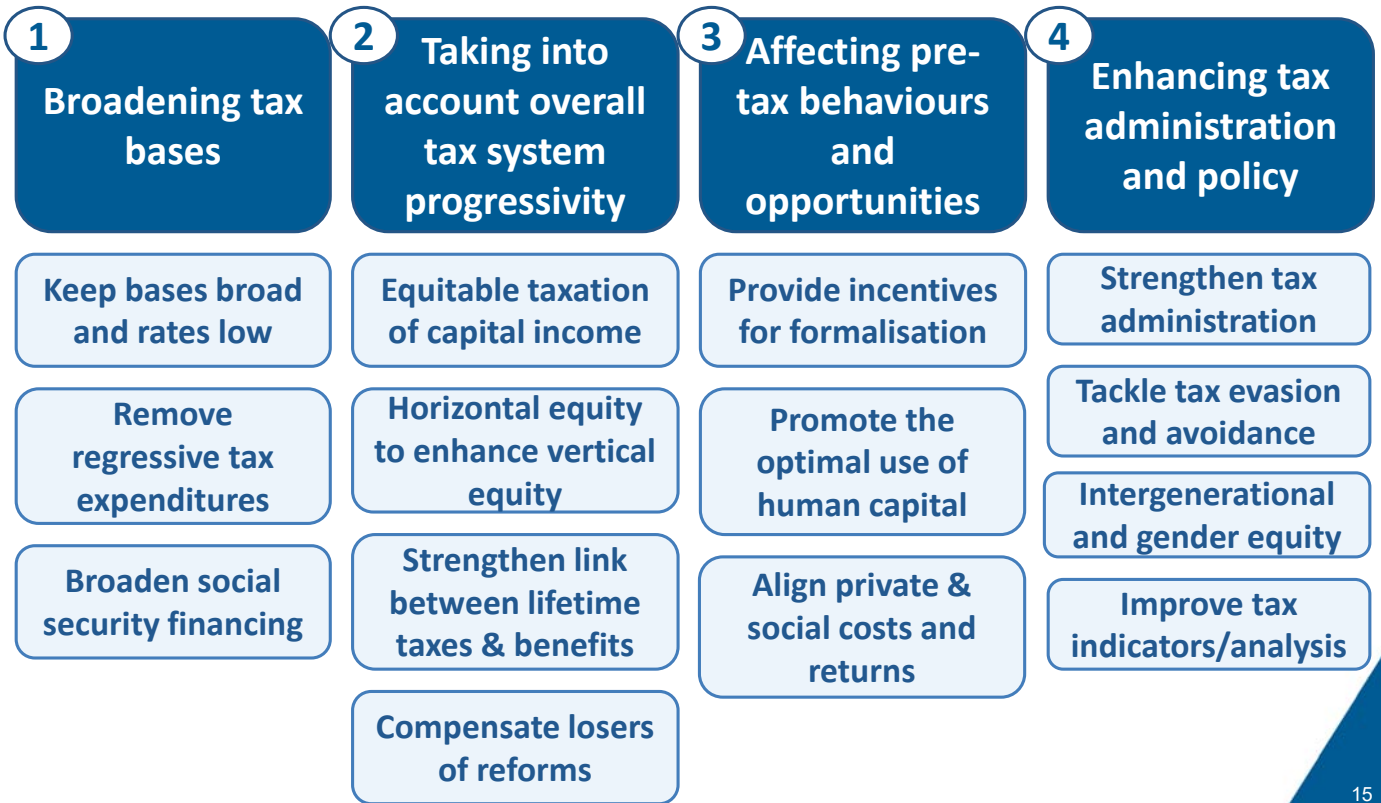 1
Broadening tax
bases
Keep bases broad
and rates low
Remove
regressive tax
expenditures
Broaden social
security financing
2
Taking into
account overall
tax system
progressivity
Equitable taxation
of capital income
Horizontal equity
to enhance vertical
equity
Strengthen link
between lifetime
taxes & benefits
Compensate losers
of reforms
3
Affecting pre-
tax behaviours
and
opportunities
Provide incentives
for formalisation
Promote the
optimal use of
human capital
Align private &
social costs and
returns
4
Enhancing tax
administration
and policy
Strengthen tax
administration
Tackle tax evasion
and avoidance
Intergenerational
and gender equity
Improve tax
indicators/analysis
15